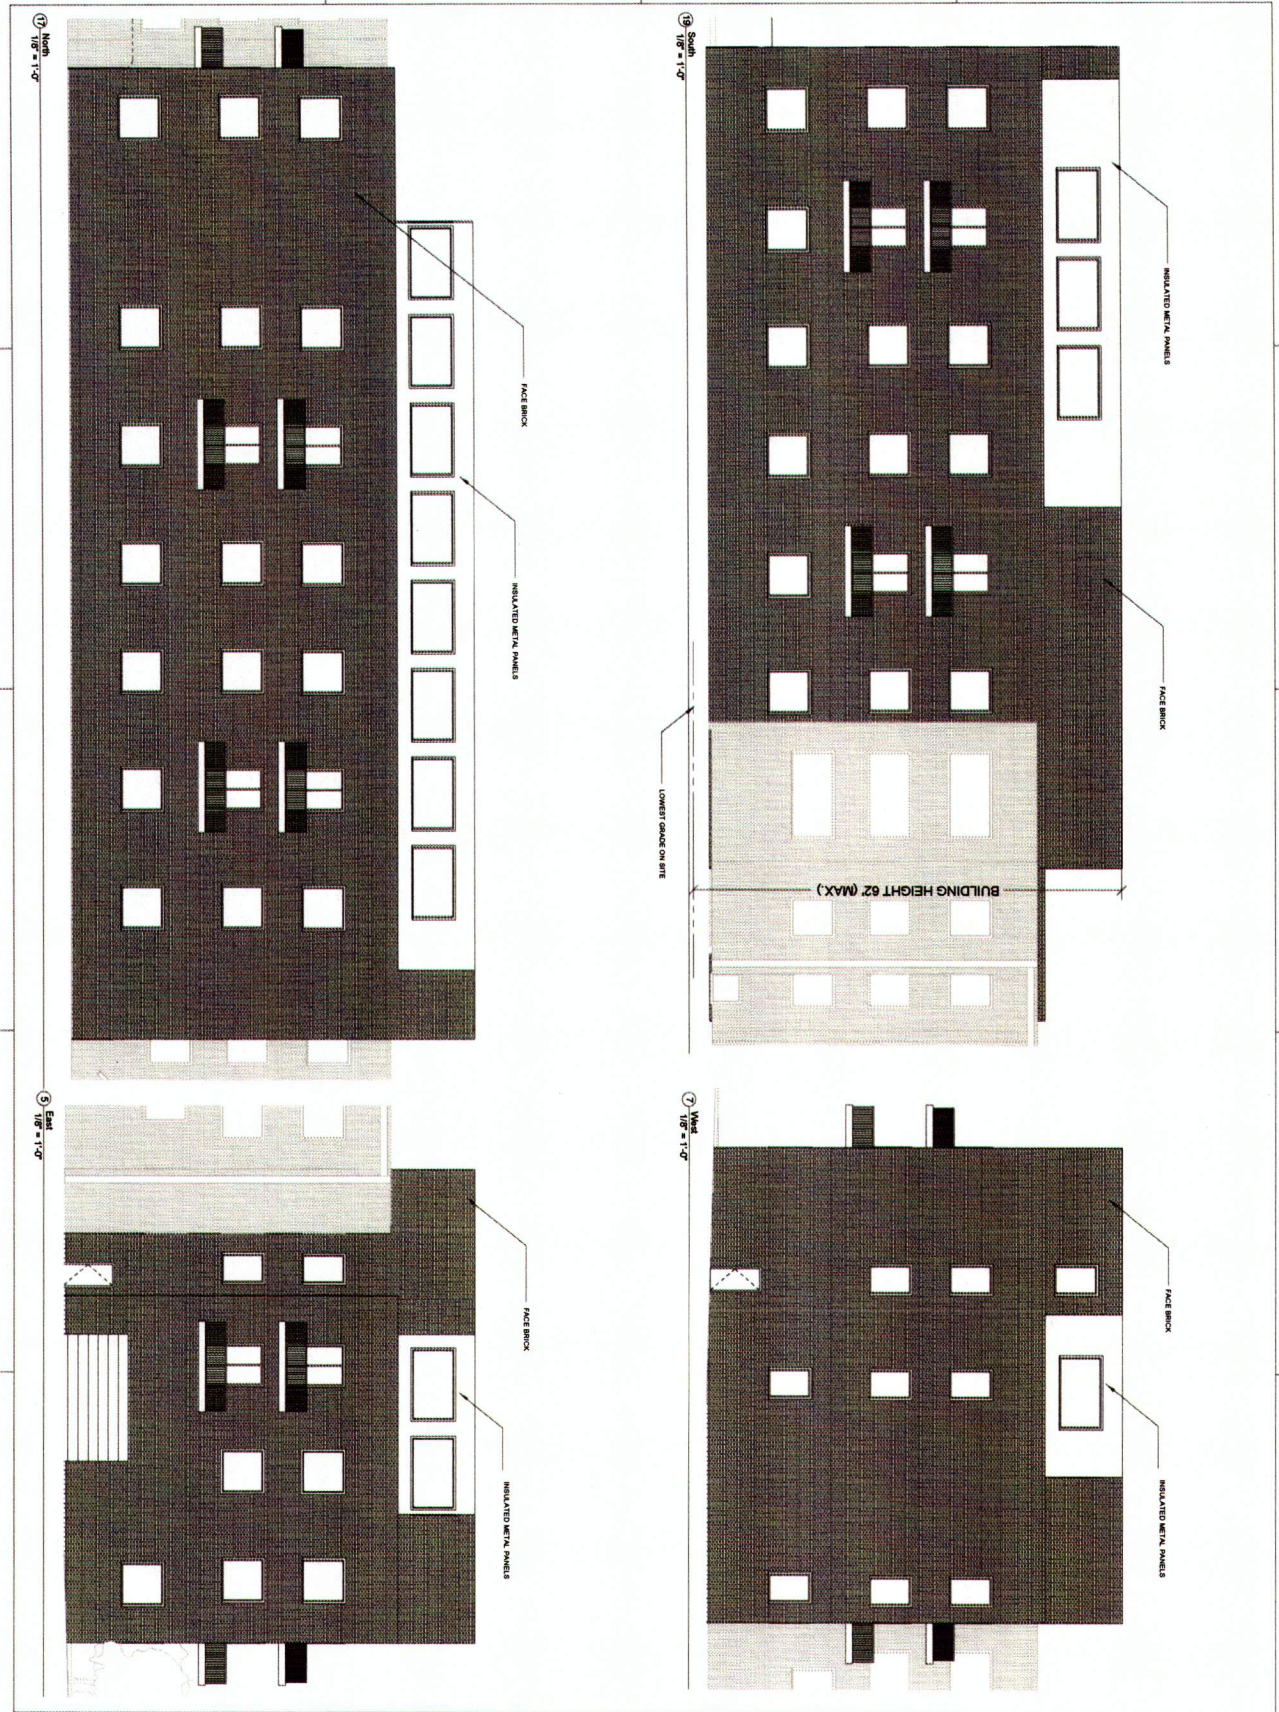 19 South
1/8" = 1'-0"
INSULATED METAL PANELS
FACE BRICK
LOWEST GRADE ON SITE
BUILDING HEIGHT 62' (MAX.)
7 West
1/8" = 1'-0"
FACE BRICK
INSULATED METAL PANELS
17 North
1/8" = 1'-0"
FACE BRICK
INSULATED METAL PANELS
5 East
1/8" = 1'-0"
FACE BRICK
INSULATED METAL PANELS